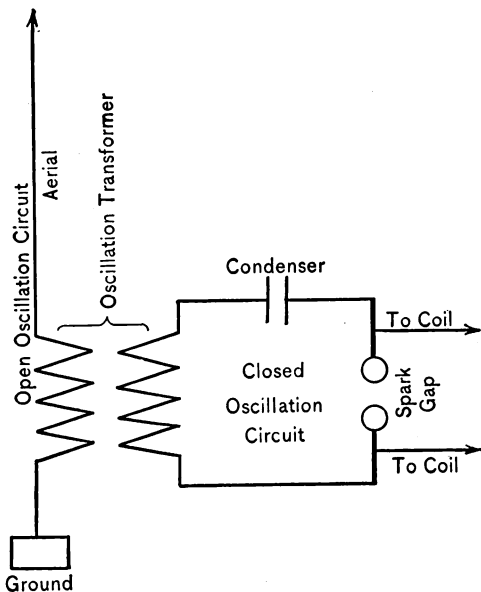 Open Oscillation Circuit
Aerial
Oscillation Transformer
Condenser
To Coil
Closed
Oscillation
Circuit
Spark
Gap
To Coil
Ground